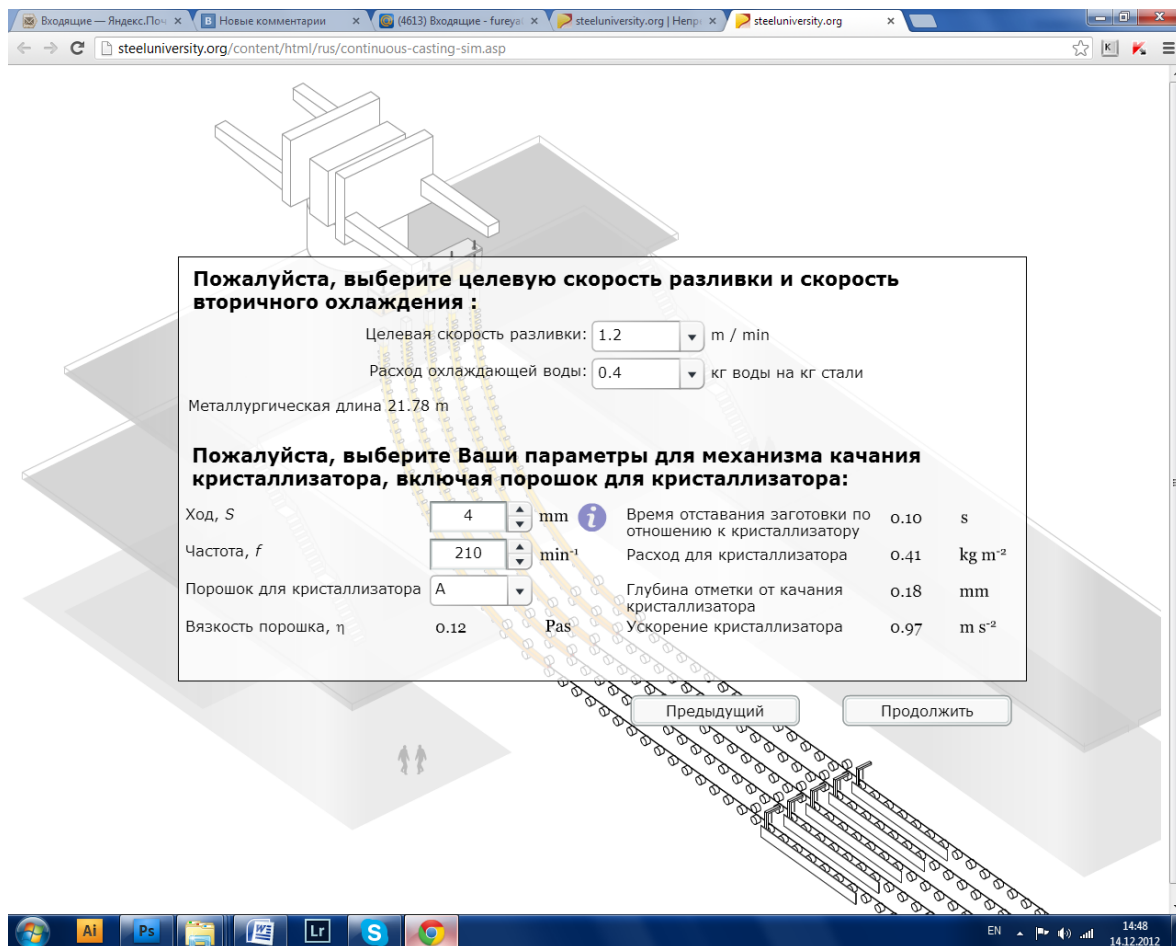 Входящие — Яндекс.Поч
Новые комментарии
(4613) Входящие - fureya
steeluniversity.org | Непр
steeluniversity.org
steeluniversity.org/content/html/rus/continuous-casting-sim.asp
Пожалуйста, выберите целевую скорость разливки и скорость
вторичного охлаждения :
Целевая скорость разливки: 1.2 m / min
Расход охлаждающей воды: 0.4 кг воды на кг стали
Металлургическая длина 21.78 m
Пожалуйста, выберите Ваши параметры для механизма качания
кристаллизатора, включая порошок для кристаллизатора:
Ход, S 4 mm i
Время отставания заготовки по
отношению к кристаллизатору 0.10 s
Частота, f 210 min⁻¹
Расход для кристаллизатора 0.41 kg m⁻²
Порошок для кристаллизатора A
Глубина отметки от качания
кристаллизатора 0.18 mm
Вязкость порошка, η 0.12 Pas
Ускорение кристаллизатора 0.97 m s⁻²
Предыдущий Продолжить
Ai Ps Lr S
EN 14:48
14.12.2012